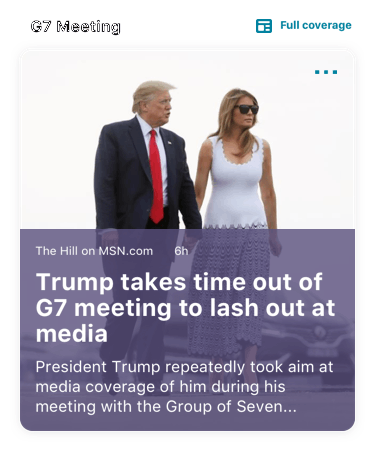 G7 Meeting
Full coverage
The Hill on MSN.com 6h
Trump takes time out of
G7 meeting to lash out at
media
President Trump repeatedly took aim at
media coverage of him during his
meeting with the Group of Seven...